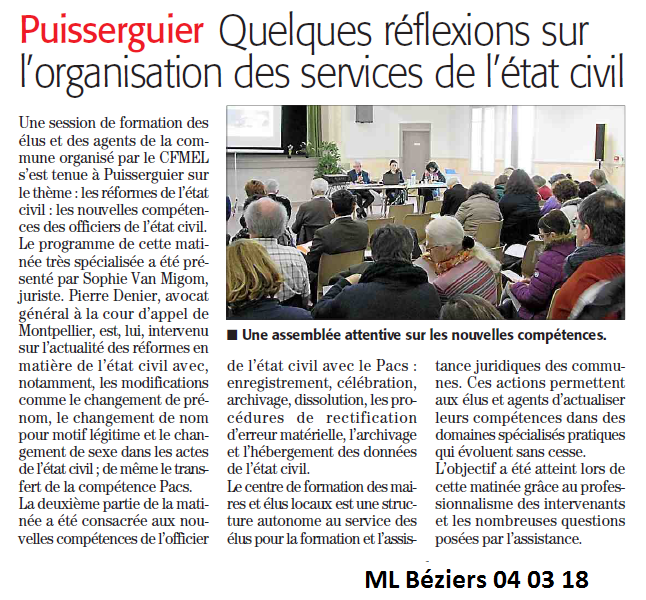 Puisserguier Quelques réflexions sur
l'organisation des services de l'état civil
Une session de formation des
élus et des agents de la com-
mune organisé par le CFMEL
s'est tenue à Puisserguier sur
le thème : les réformes de l'état
civil : les nouvelles compéten-
ces des officiers de l'état civil.
Le programme de cette mati-
née très spécialisée a été pré-
senté par Sophie Van Migom,
juriste. Pierre Denier, avocat
général à la cour d'appel de
Montpellier, est, lui, intervenu
sur l'actualité des réformes en
matière de l'état civil avec,
notamment, les modifications
comme le changement de pré-
nom, le changement de nom
pour motif légitime et le chan-
gement de sexe dans les actes
de l'état civil ; de même le trans-
fert de la compétence Pacs.
La deuxième partie de la mati-
née a été consacrée aux nou-
velles compétences de l'officier
■ Une assemblée attentive sur les nouvelles compétences.
de l'état civil avec le Pacs :
enregistrement, célébration,
archivage, dissolution, les pro-
cédures de rectification
d'erreur matérielle, l'archivage
et l'hébergement des données
de l'état civil.
Le centre de formation des mai-
res et élus locaux est une struc-
ture autonome au service des
élus pour la formation et l'assis-
tance juridiques des commu-
nes. Ces actions permettent
aux élus et agents d'actualiser
leurs compétences dans des
domaines spécialisés pratiques
qui évoluent sans cesse.
L'objectif a été atteint lors de
cette matinée grâce au profes-
sionnalisme des intervenants
et les nombreuses questions
posées par l'assistance.
ML Béziers 04 03 18